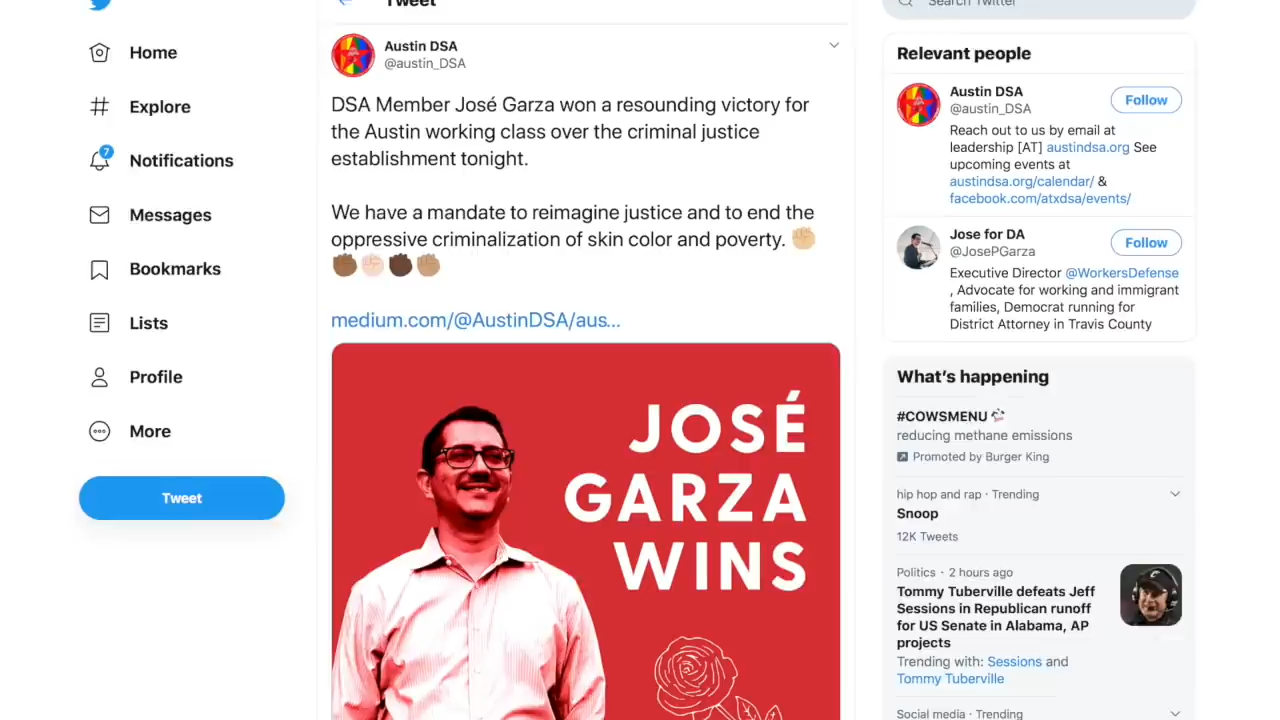 Tweet
Search Twitter
Home
Explore
7
Notifications
Messages
Bookmarks
Lists
Profile
More
Tweet
Austin DSA
@austin_DSA
DSA Member José Garza won a resounding victory for
the Austin working class over the criminal justice
establishment tonight.
We have a mandate to reimagine justice and to end the
oppressive criminalization of skin color and poverty.
medium.com/@AustinDSA/aus...
JOSÉ
GARZA
WINS
Relevant people
Austin DSA
@austin_DSA
Follow
Reach out to us by email at
leadership [AT] austindsa.org See
upcoming events at
austindsa.org/calendar/ &
facebook.com/atxdsa/events/
Jose for DA
@JosePGarza
Follow
Executive Director @WorkersDefense
, Advocate for working and immigrant
families, Democrat running for
District Attorney in Travis County
What's happening
#COWSMENU
reducing methane emissions
Promoted by Burger King
hip hop and rap · Trending
Snoop
12K Tweets
Politics · 2 hours ago
Tommy Tuberville defeats Jeff
Sessions in Republican runoff
for US Senate in Alabama, AP
projects
Trending with: Sessions and
Tommy Tuberville
Social media · Trending